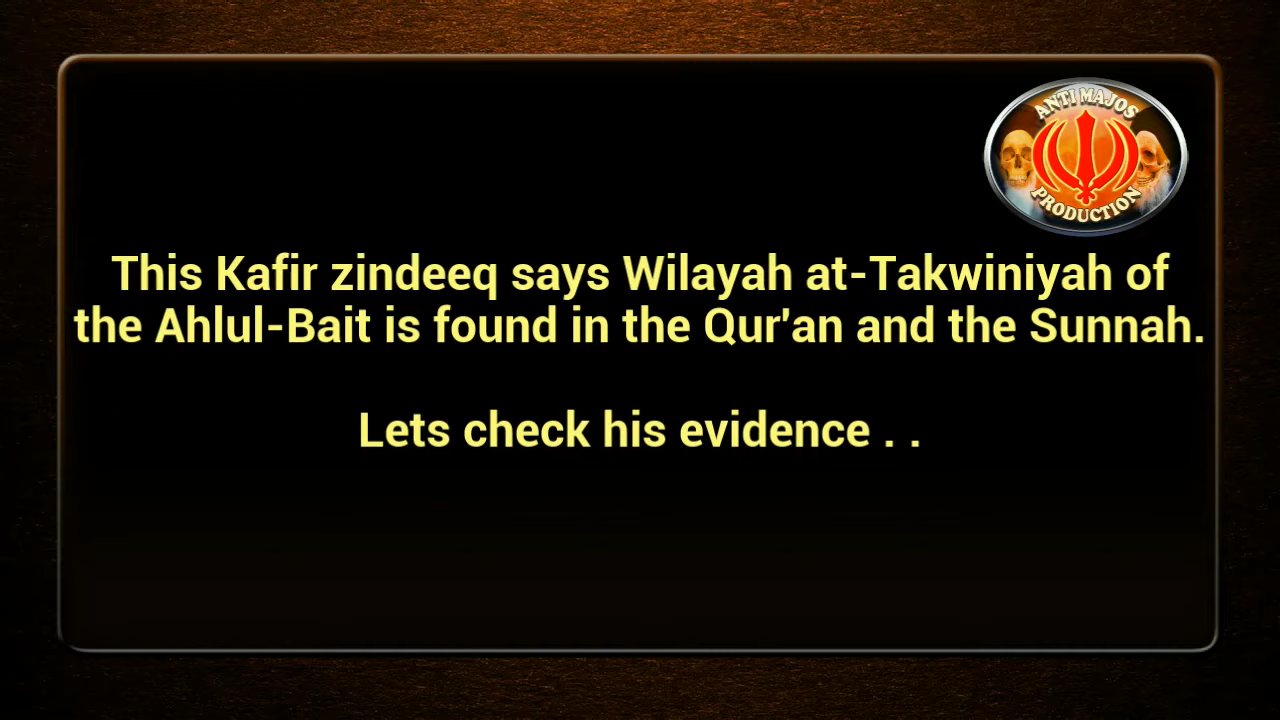 ANTI MAJOS
PRODUCTION
This Kafir zindeeq says Wilayah at-Takwiniyah of
the Ahlul-Bait is found in the Qur'an and the Sunnah.
Lets check his evidence . .